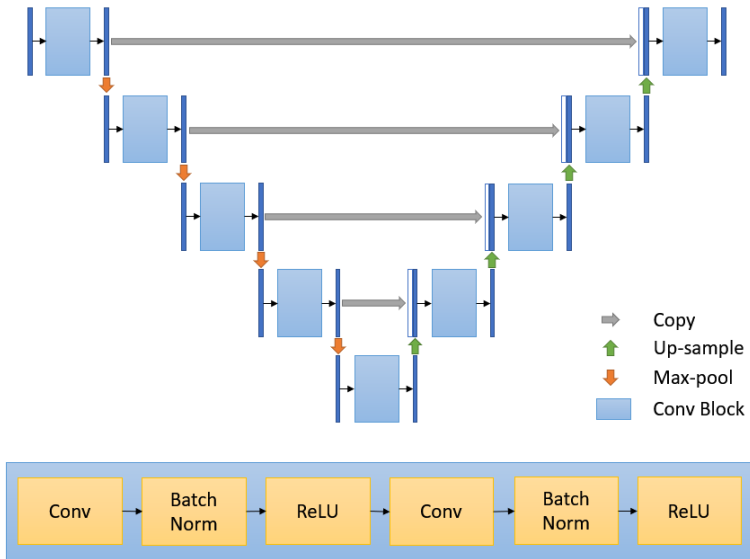 Copy
Up-sample
Max-pool
Conv Block
Conv
Batch
Norm
ReLU
Conv
Batch
Norm
ReLU